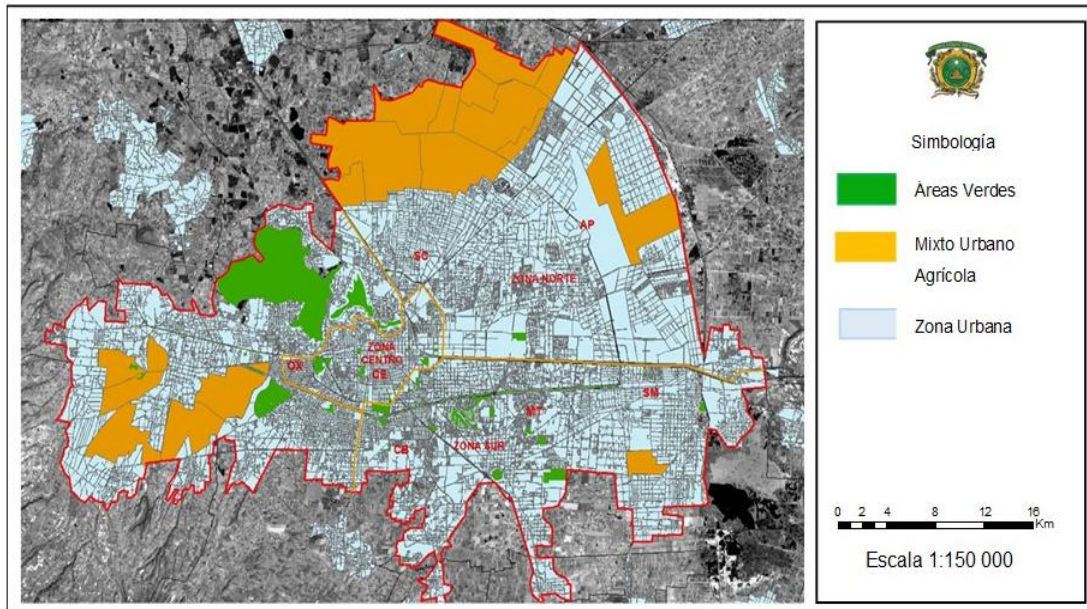 SC
AP
ZONA NORTE
ZONA
CENTRO
CE
OX
SM
MT
ZONA SUR
CB
Simbología
Àreas Verdes
Mixto Urbano
Agrícola
Zona Urbana
0 2 4 8 12 16
Km
Escala 1:150 000